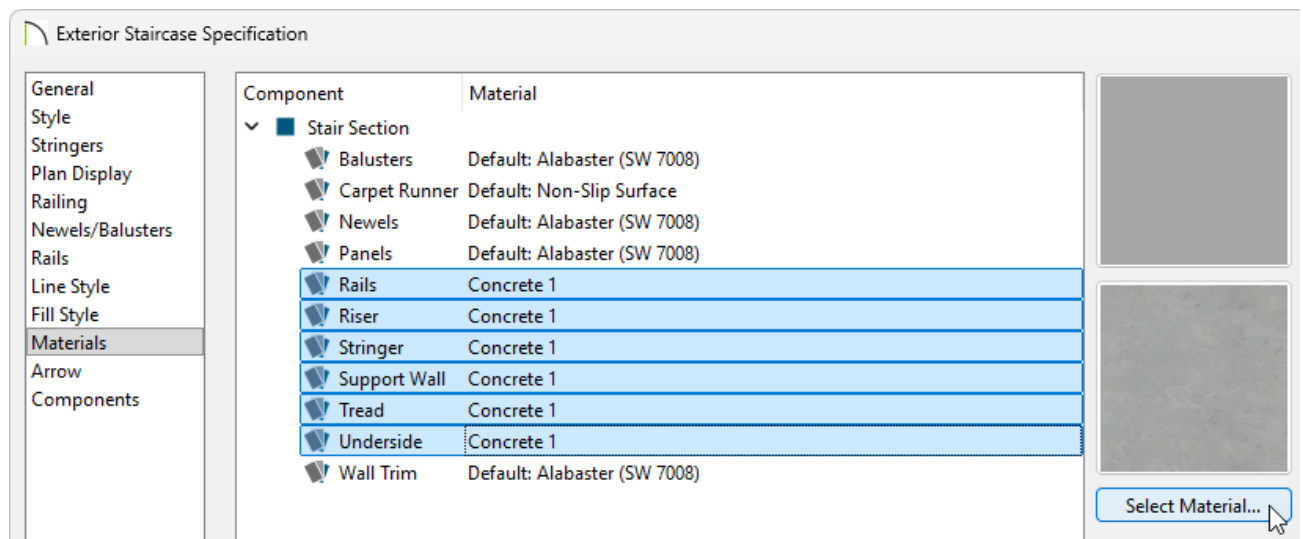 Exterior Staircase Specification
General
Style
Stringers
Plan Display
Railing
Newels/Balusters
Rails
Line Style
Fill Style
Materials
Arrow
Components
Component Material
Stair Section
Balusters Default: Alabaster (SW 7008)
Carpet Runner Default: Non-Slip Surface
Newels Default: Alabaster (SW 7008)
Panels Default: Alabaster (SW 7008)
Rails Concrete 1
Riser Concrete 1
Stringer Concrete 1
Support Wall Concrete 1
Tread Concrete 1
Underside Concrete 1
Wall Trim Default: Alabaster (SW 7008)
Select Material...